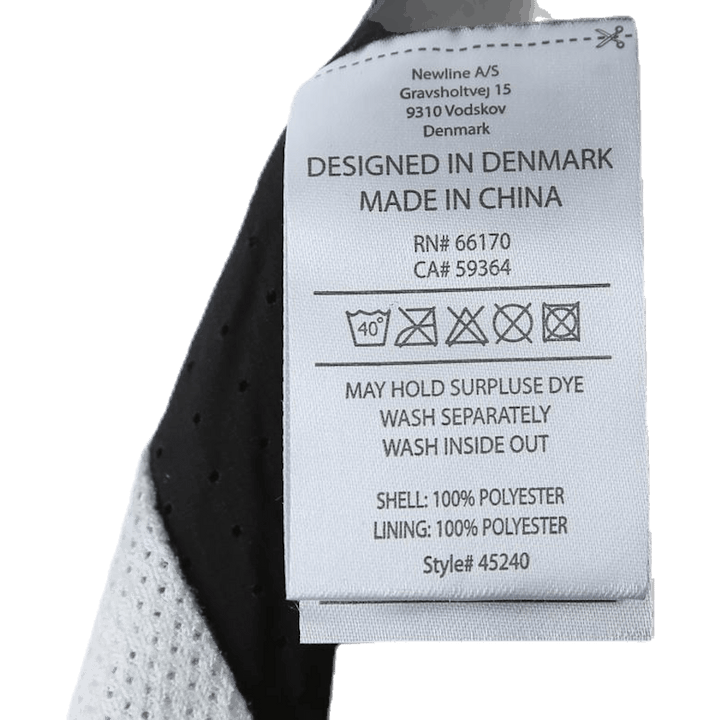 Newline A/S
Gravsholtvej 15
9310 Vodskov
Denmark
DESIGNED IN DENMARK
MADE IN CHINA
RN# 66170
CA# 59364
40°
MAY HOLD SURPLUSE DYE
WASH SEPARATELY
WASH INSIDE OUT
SHELL: 100% POLYESTER
LINING: 100% POLYESTER
Style# 45240